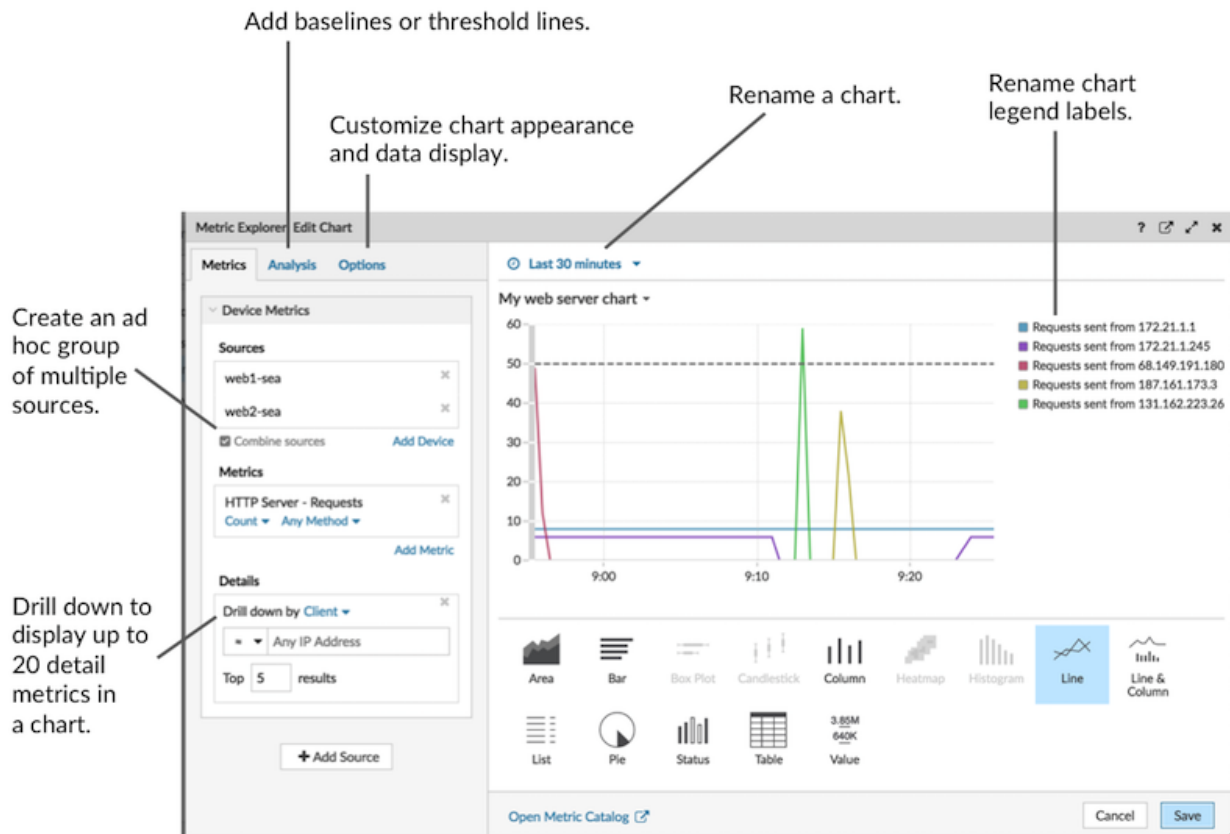 Add baselines or threshold lines.
Rename a chart.
Rename chart
legend labels.
Customize chart appearance
and data display.
Metric Explorer Edit Chart
?
Metrics Analysis Options
Last 30 minutes
Create an ad
hoc group
of multiple
sources.
Device Metrics
Sources
web1-sea
web2-sea
Combine sources Add Device
Metrics
HTTP Server - Requests
Count Any Method
Add Metric
Details
Drill down by Client
= Any IP Address
Top 5 results
+ Add Source
Drill down to
display up to
20 detail
metrics in
a chart.
My web server chart
60
50
40
30
20
10
0
9:00 9:10 9:20
Requests sent from 172.21.1.1
Requests sent from 172.21.1.245
Requests sent from 68.149.191.180
Requests sent from 187.161.173.3
Requests sent from 131.162.223.26
Area Bar Box Plot Candlestick Column Heatmap Histogram Line Line &
Column
3.85M
640K
List Pie Status Table Value
Open Metric Catalog
Cancel Save